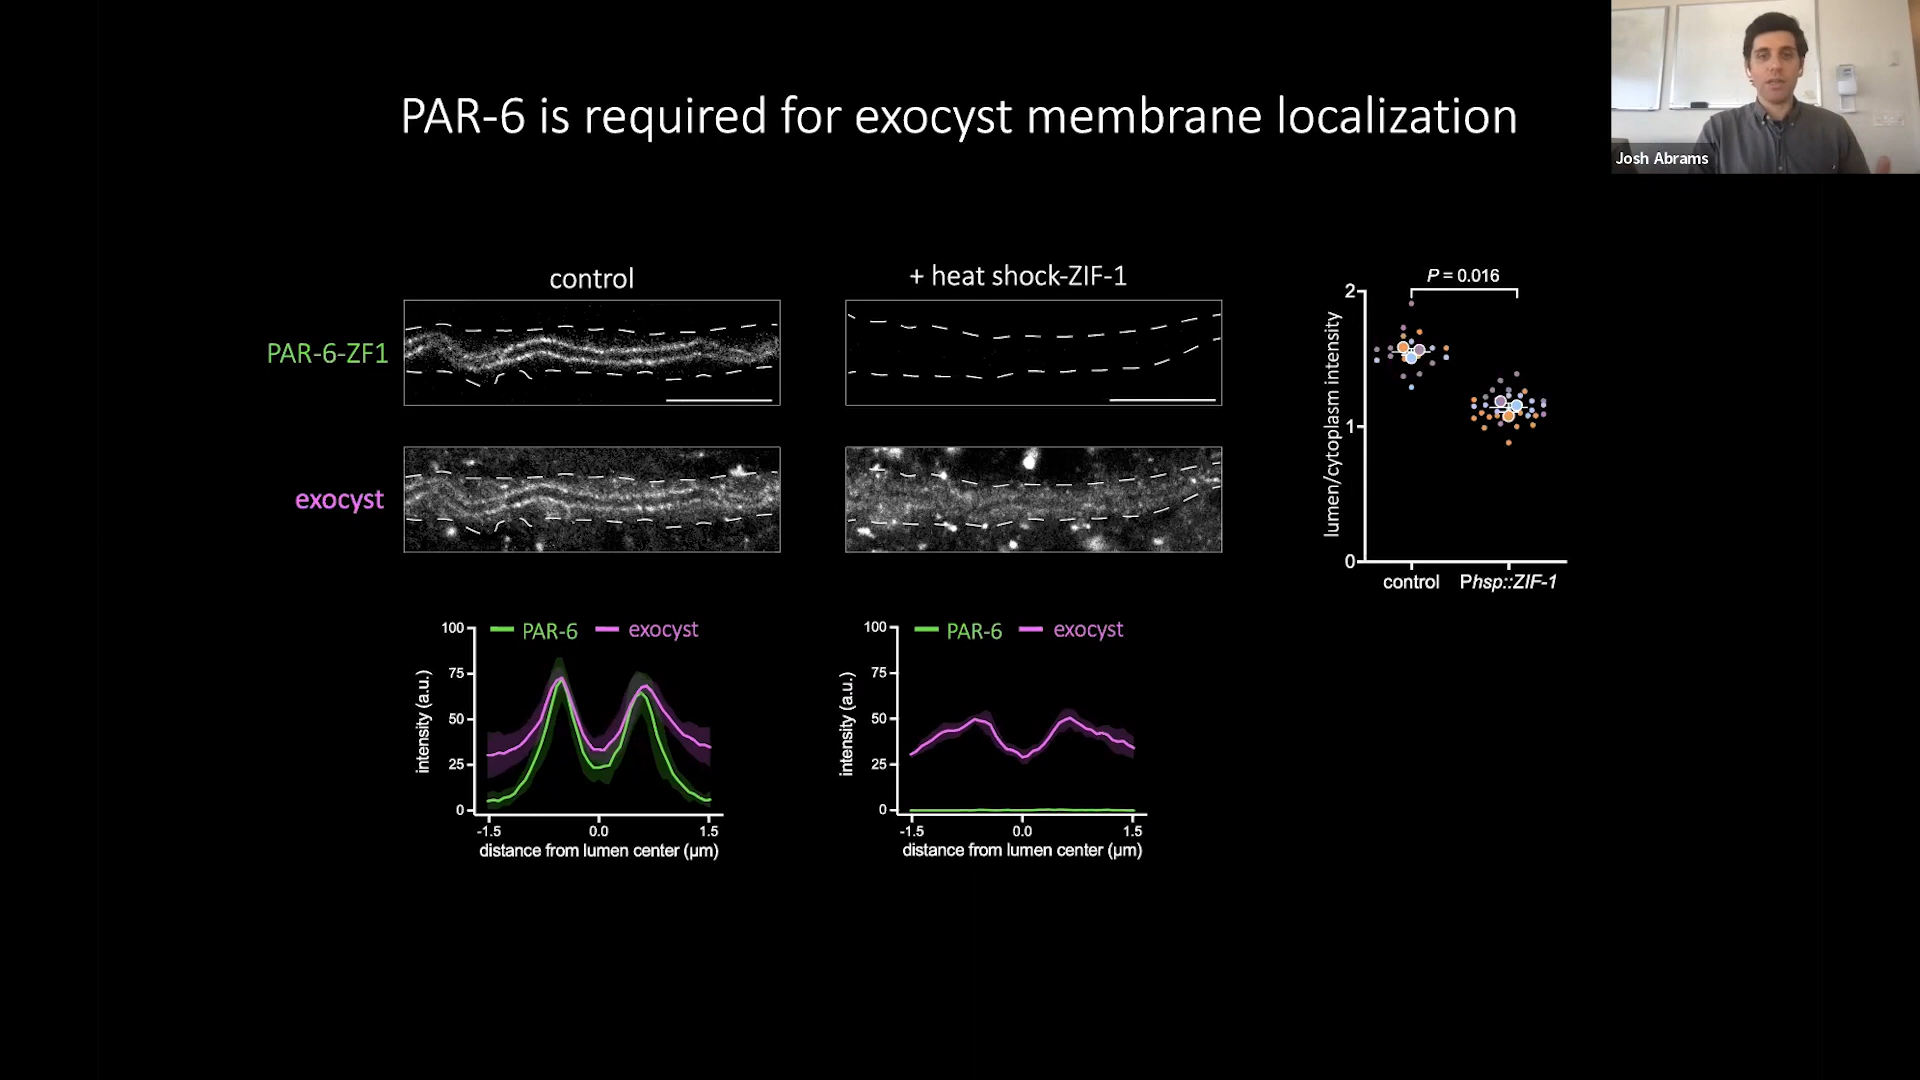 PAR-6 is required for exocyst membrane localization
Josh Abrams
control
+ heat shock-ZIF-1
PAR-6-ZF1
exocyst
P = 0.016
2
1
0
lumen/cytoplasm intensity
control
Phsp::ZIF-1
PAR-6
exocyst
100
75
50
25
0
intensity (a.u.)
-1.5
0.0
1.5
distance from lumen center (μm)
PAR-6
exocyst
100
75
50
25
0
intensity (a.u.)
-1.5
0.0
1.5
distance from lumen center (μm)